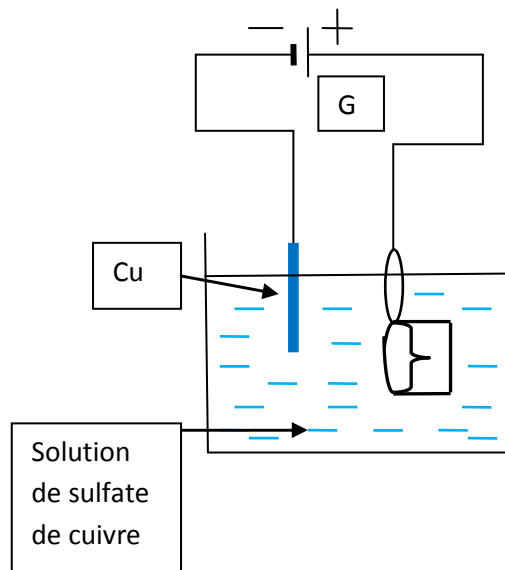 — +
G
Cu
Solution
de sulfate
de cuivre